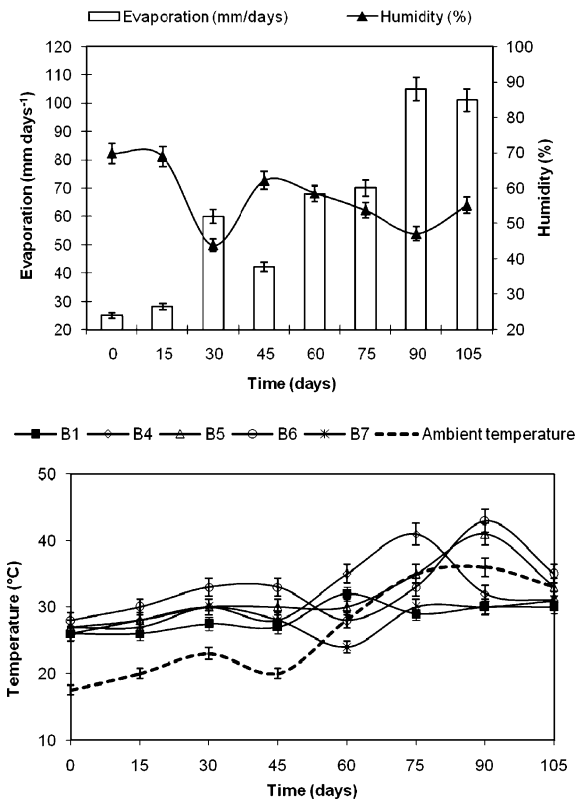 Evaporation (mm/days) Humidity (%)
120 100
110
100 90
90 80
80 70
70 60
60 50
50
40 40
30 30
20 20
Evaporation (mm days-1)
Humidity (%)
0 15 30 45 60 75 90 105
Time (days)
B1 B4 B5 B6 B7 Ambient temperature
50
40
30
20
10
Temperature (°C)
0 15 30 45 60 75 90 105
Time (days)